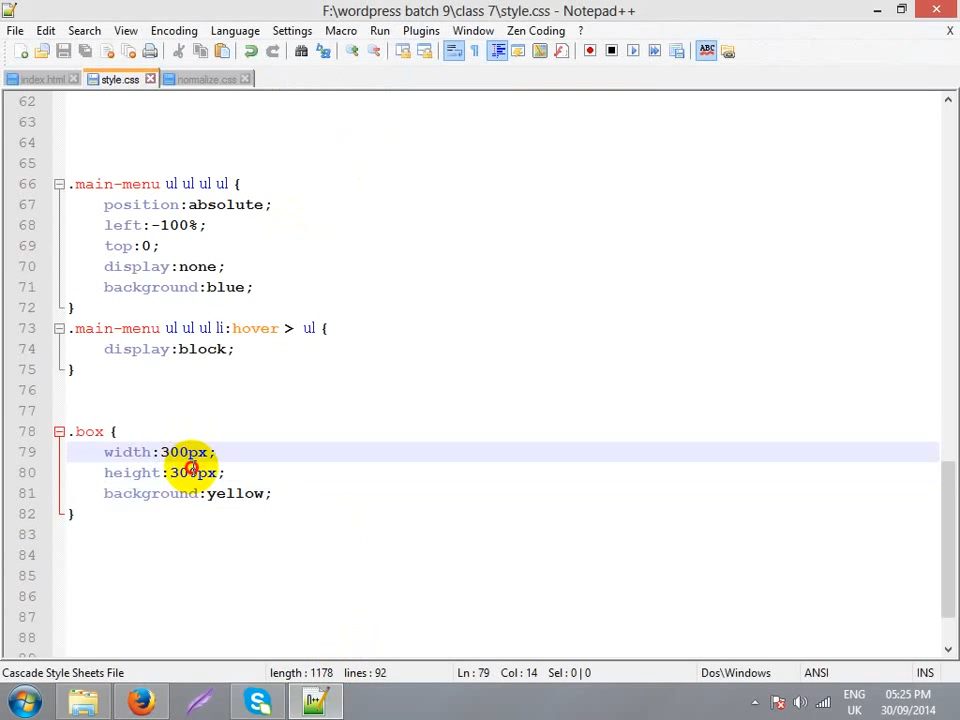 F:\wordpress batch 9\class 7\style.css - Notepad++
File Edit Search View Encoding Language Settings Macro Run Plugins Window Zen Coding ? X
index.html style.css normalize.css
62
63
64
65
66 .main-menu ul ul ul ul {
67 position:absolute;
68 left:-100%;
69 top:0;
70 display:none;
71 background:blue;
72 }
73 .main-menu ul ul ul li:hover > ul {
74 display:block;
75 }
76
77
78 .box {
79 width:300px;
80 height:300px;
81 background:yellow;
82 }
83
84
85
86
87
88
Cascade Style Sheets File length : 1178 lines : 92 Ln : 79 Col : 14 Sel : 0 | 0 Dos\Windows ANSI INS
ENG 05:25 PM
UK 30/09/2014